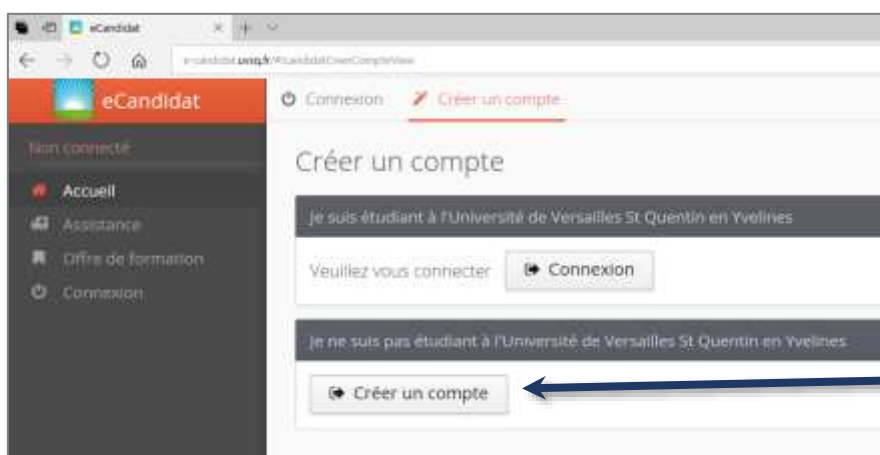 eCandidat
eCandidat
Connexion
Créer un compte
Non connecté
Accueil
Assistance
Offre de formation
Connexion
Créer un compte
Je suis étudiant à l'Université de Versailles St Quentin en Yvelines
Veuillez vous connecter
Connexion
Je ne suis pas étudiant à l'Université de Versailles St Quentin en Yvelines
Créer un compte